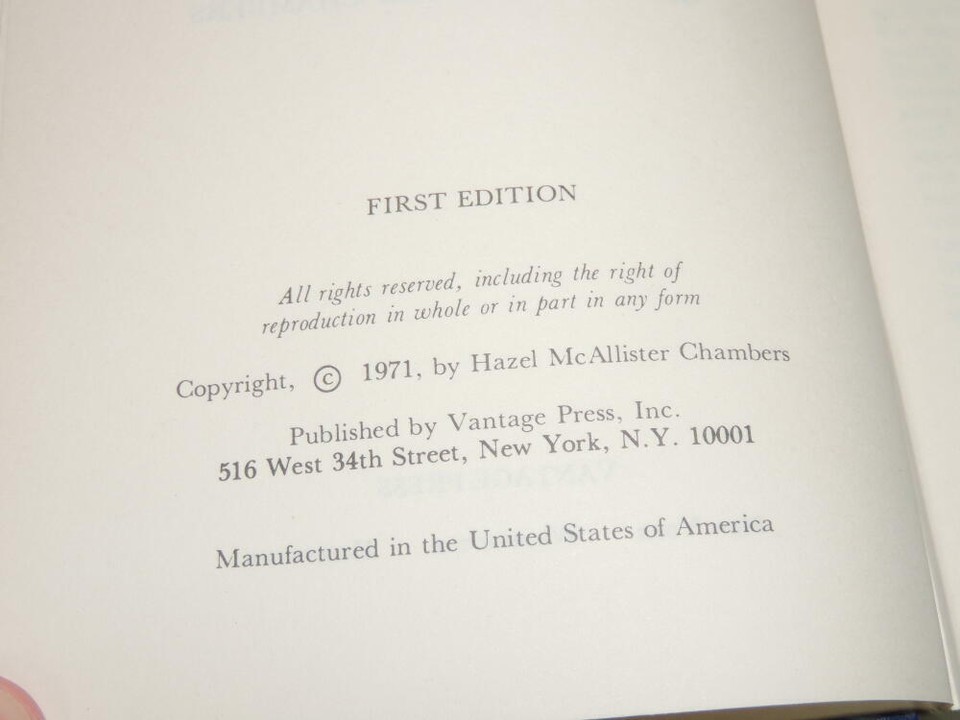 FIRST EDITION
All rights reserved, including the right of
reproduction in whole or in part in any form
Copyright, © 1971, by Hazel McAllister Chambers
Published by Vantage Press, Inc.
516 West 34th Street, New York, N.Y. 10001
Manufactured in the United States of America